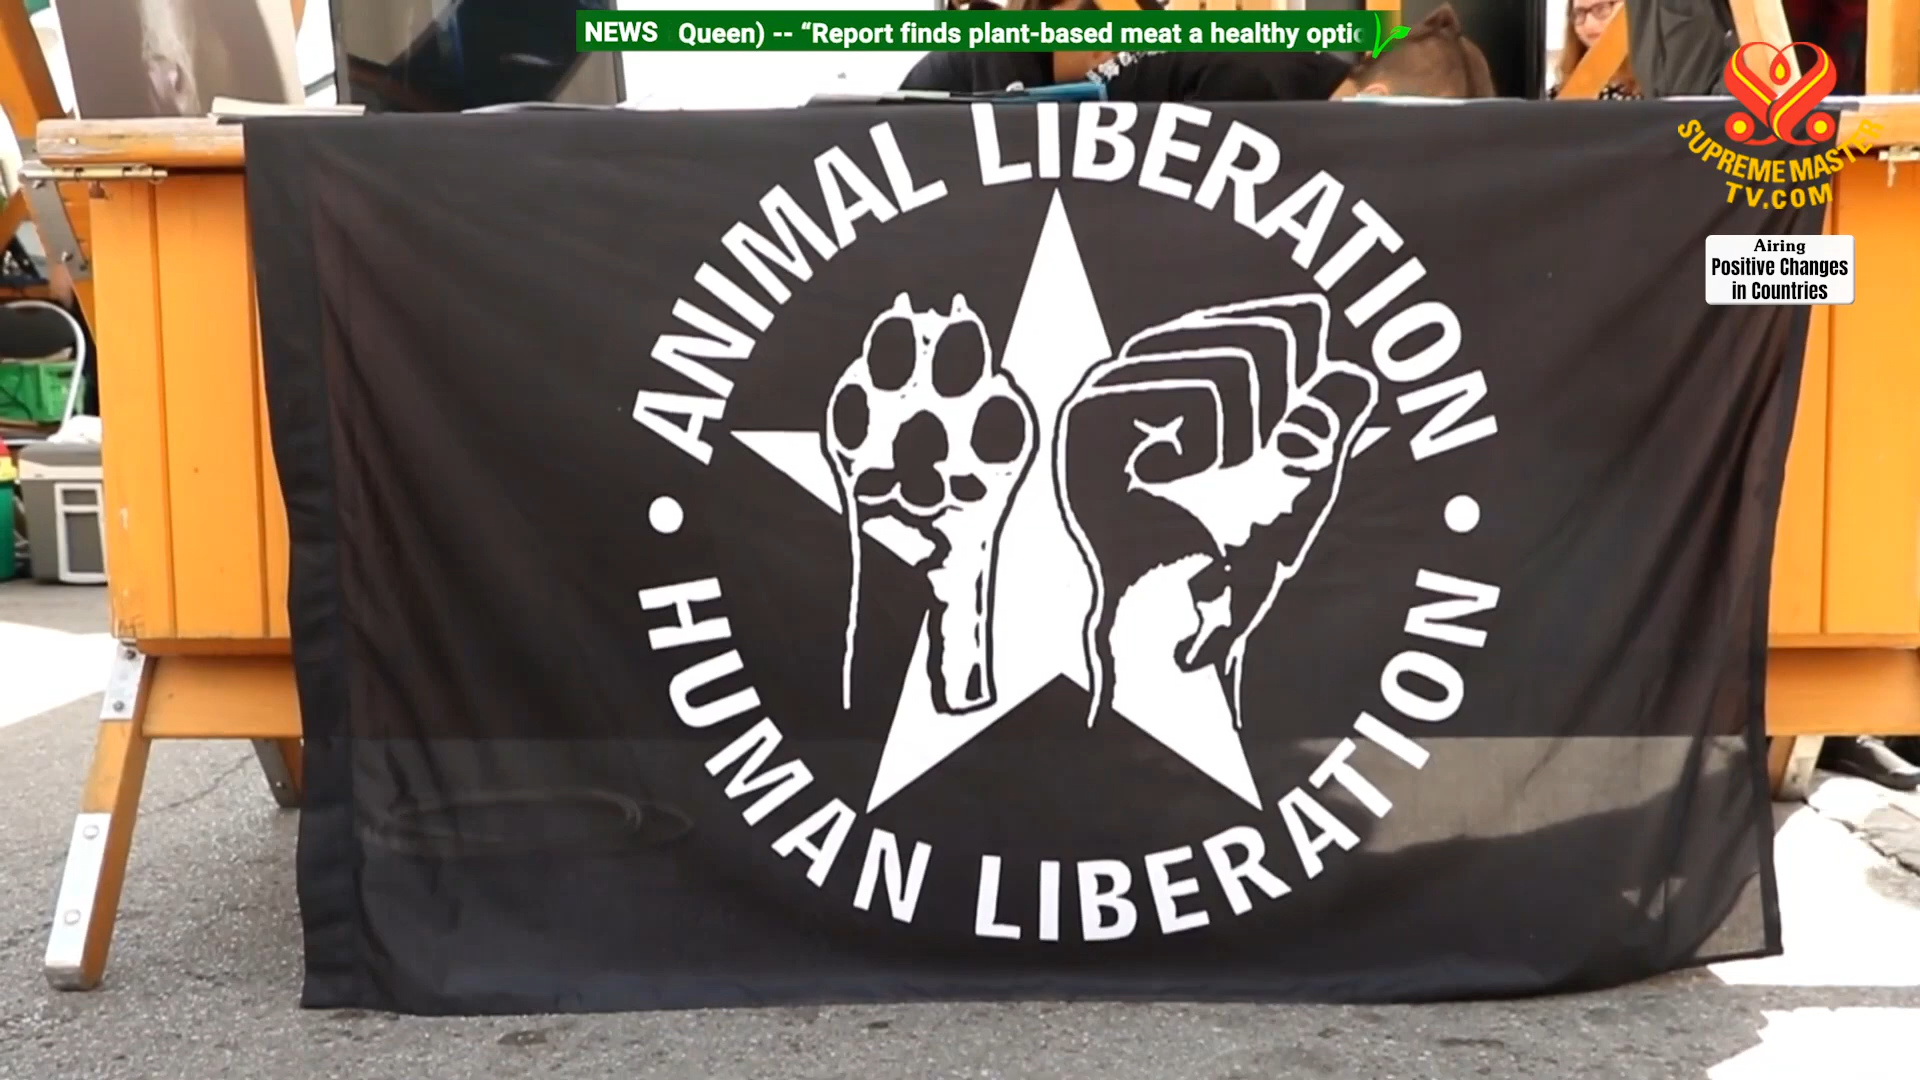 NEWS Queen) -- “Report finds plant-based meat a healthy optio
SUPREME MASTER
TV.COM
Airing
Positive Changes
in Countries
ANIMAL LIBERATION
HUMAN LIBERATION